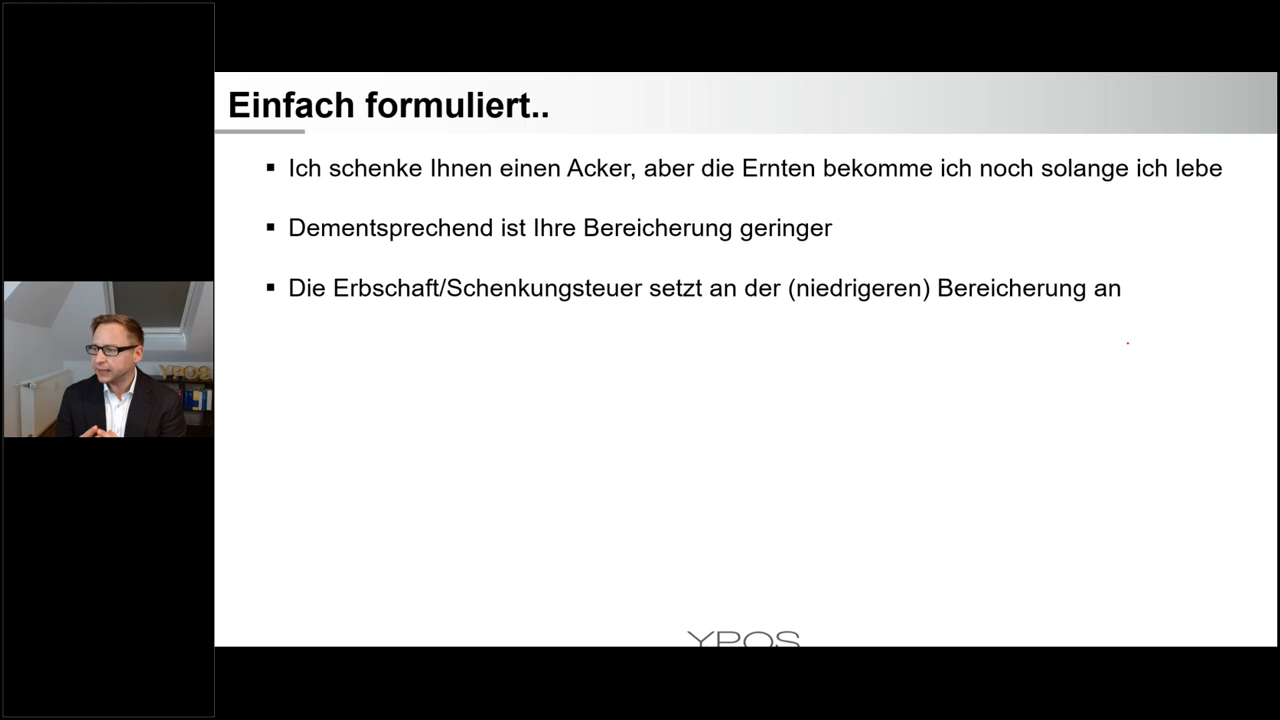 Einfach formuliert..
Ich schenke Ihnen einen Acker, aber die Ernten bekomme ich noch solange ich lebe
Dementsprechend ist Ihre Bereicherung geringer
Die Erbschaft/Schenkungsteuer setzt an der (niedrigeren) Bereicherung an
YPOS
YPOS